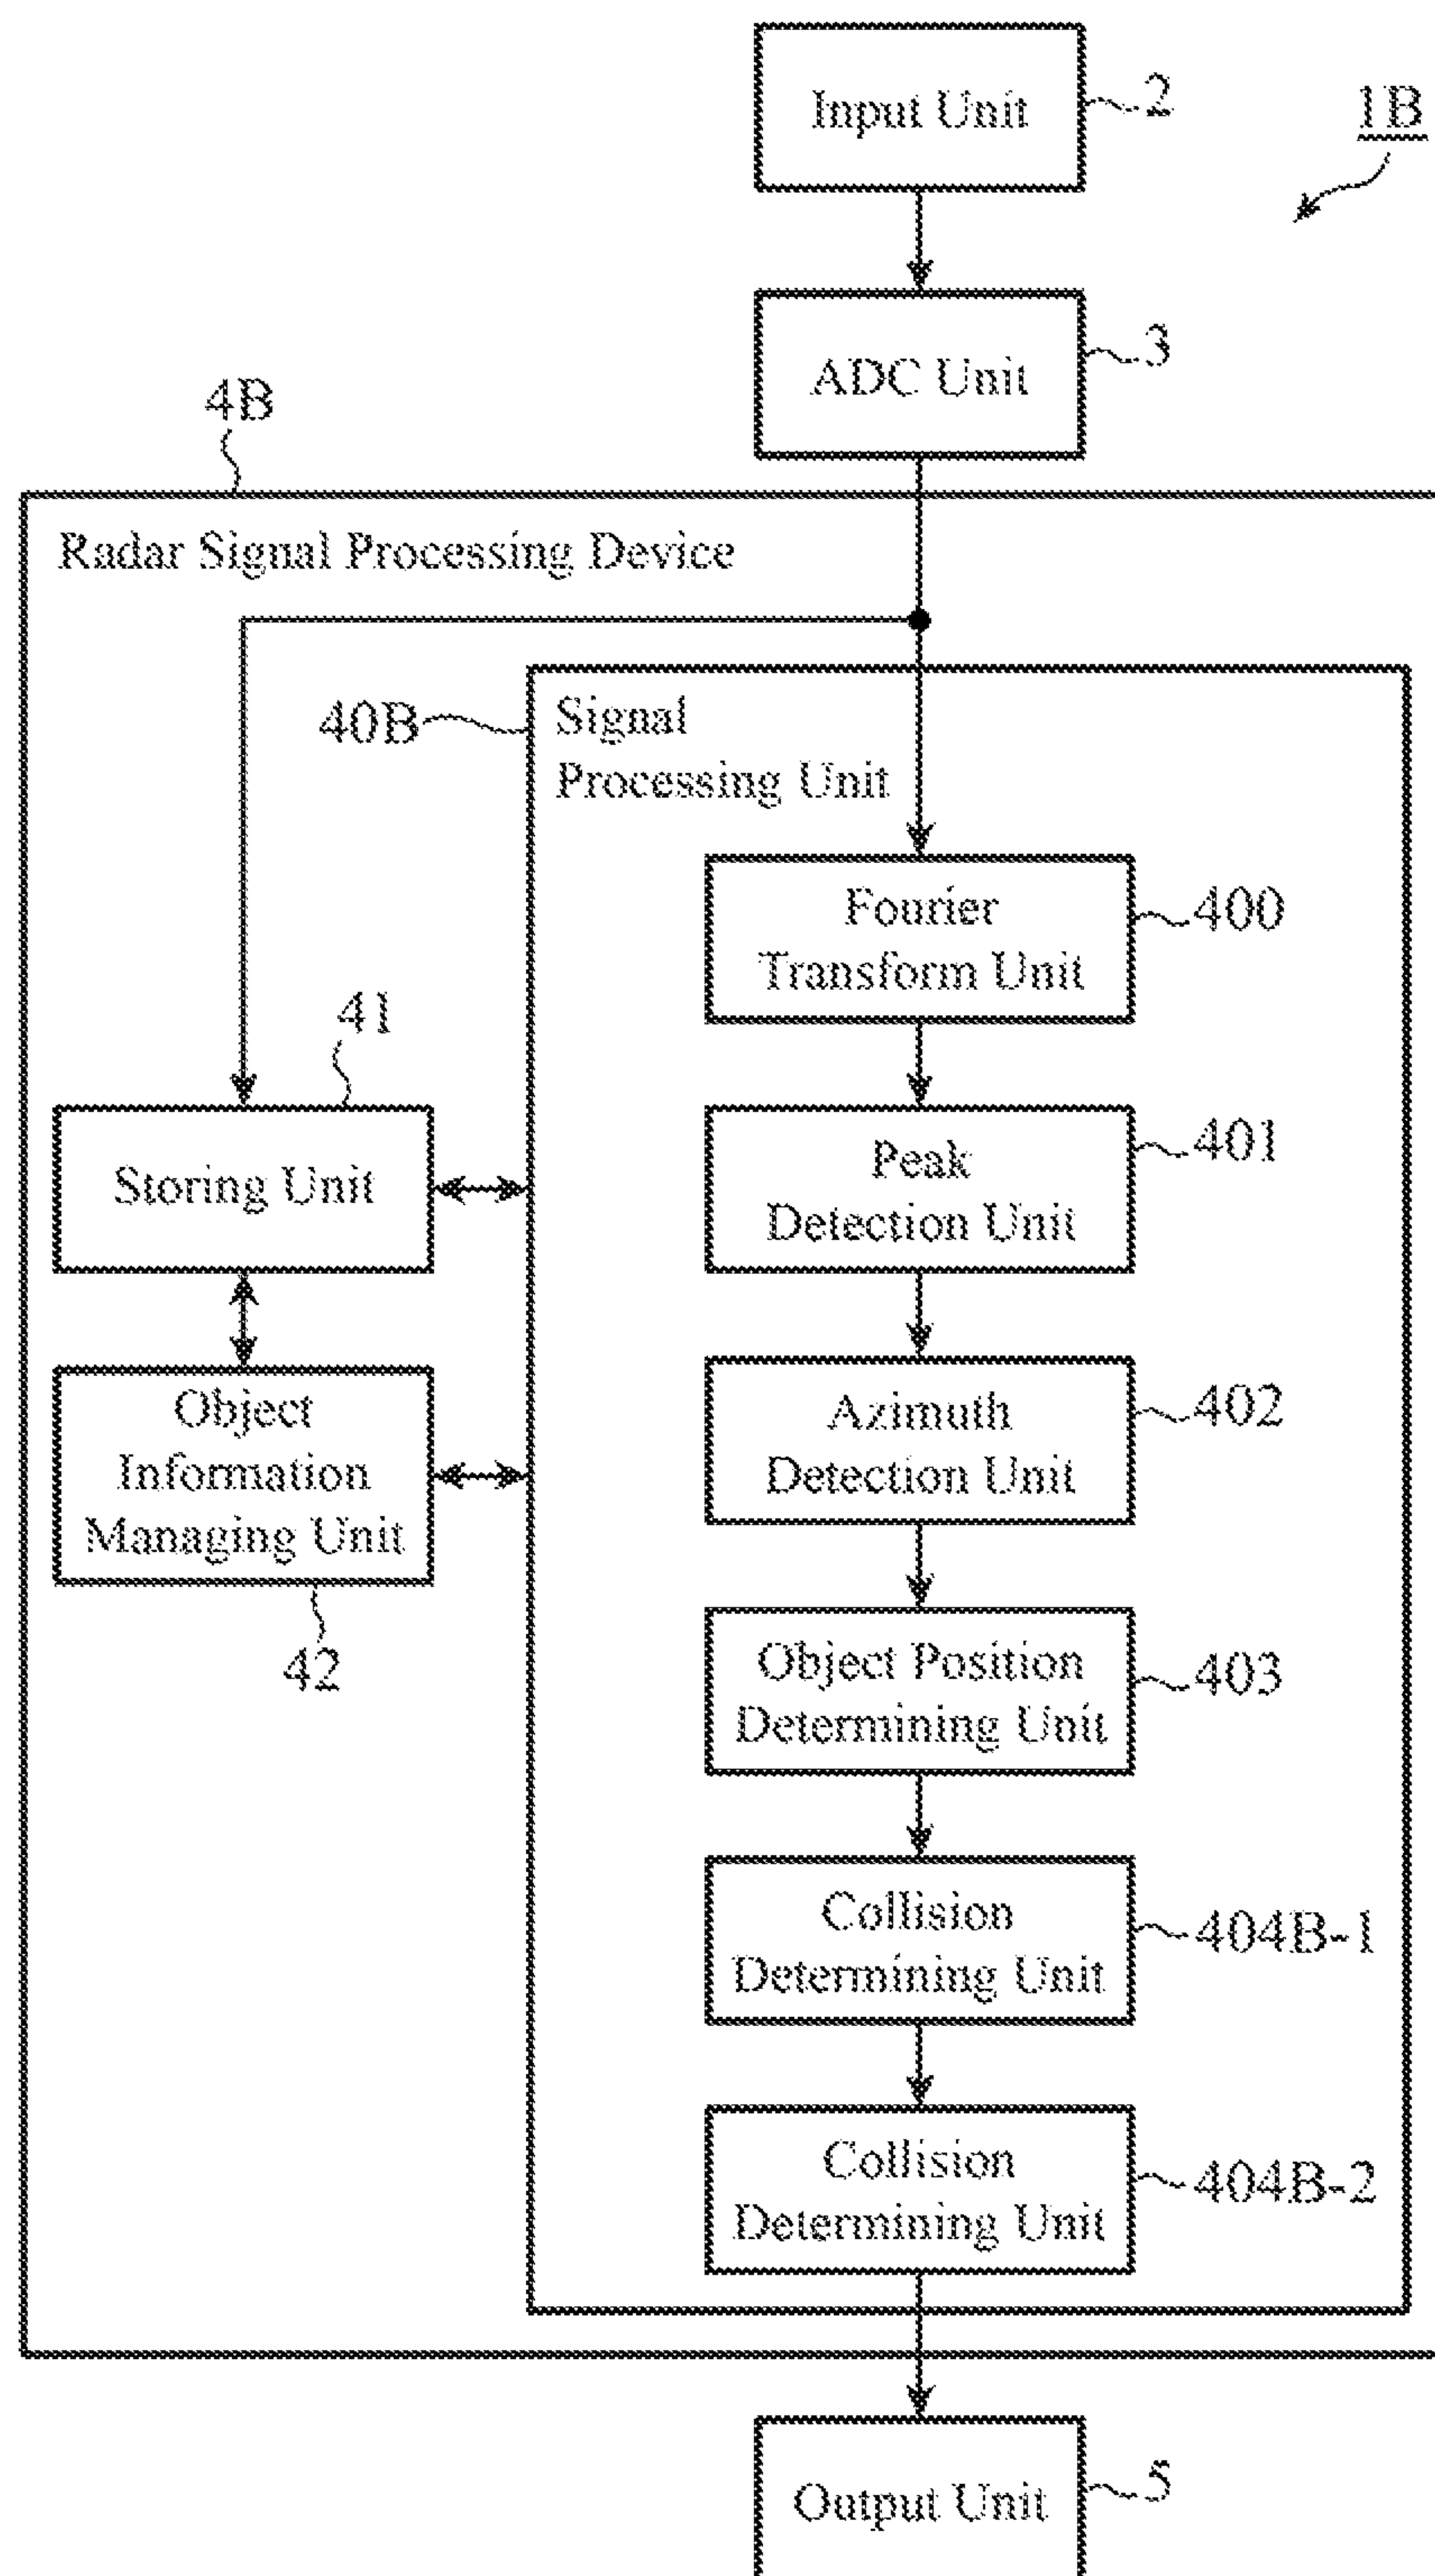 Input Unit
2
1B
ADC Unit
3
4B
Radar Signal Processing Device
40B
Signal
Processing Unit
Fourier
Transform Unit
400
41
Storing Unit
Peak
Detection Unit
401
Object
Information
Managing Unit
42
Azimuth
Detection Unit
402
Object Position
Determining Unit
403
Collision
Determining Unit
404B-1
Collision
Determining Unit
404B-2
Output Unit
5